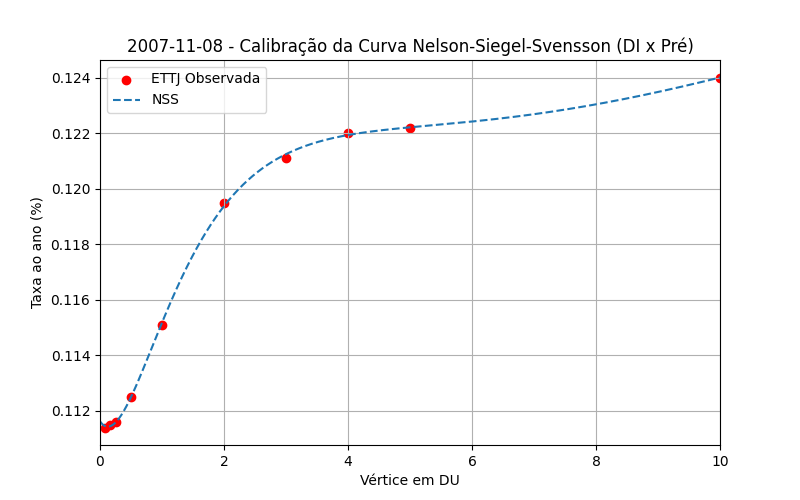 2007-11-08 - Calibração da Curva Nelson-Siegel-Svensson (DI x Pré)
ETTJ Observada
NSS
Taxa ao ano (%)
0.124
0.122
0.120
0.118
0.116
0.114
0.112
0 2 4 6 8 10
Vértice em DU